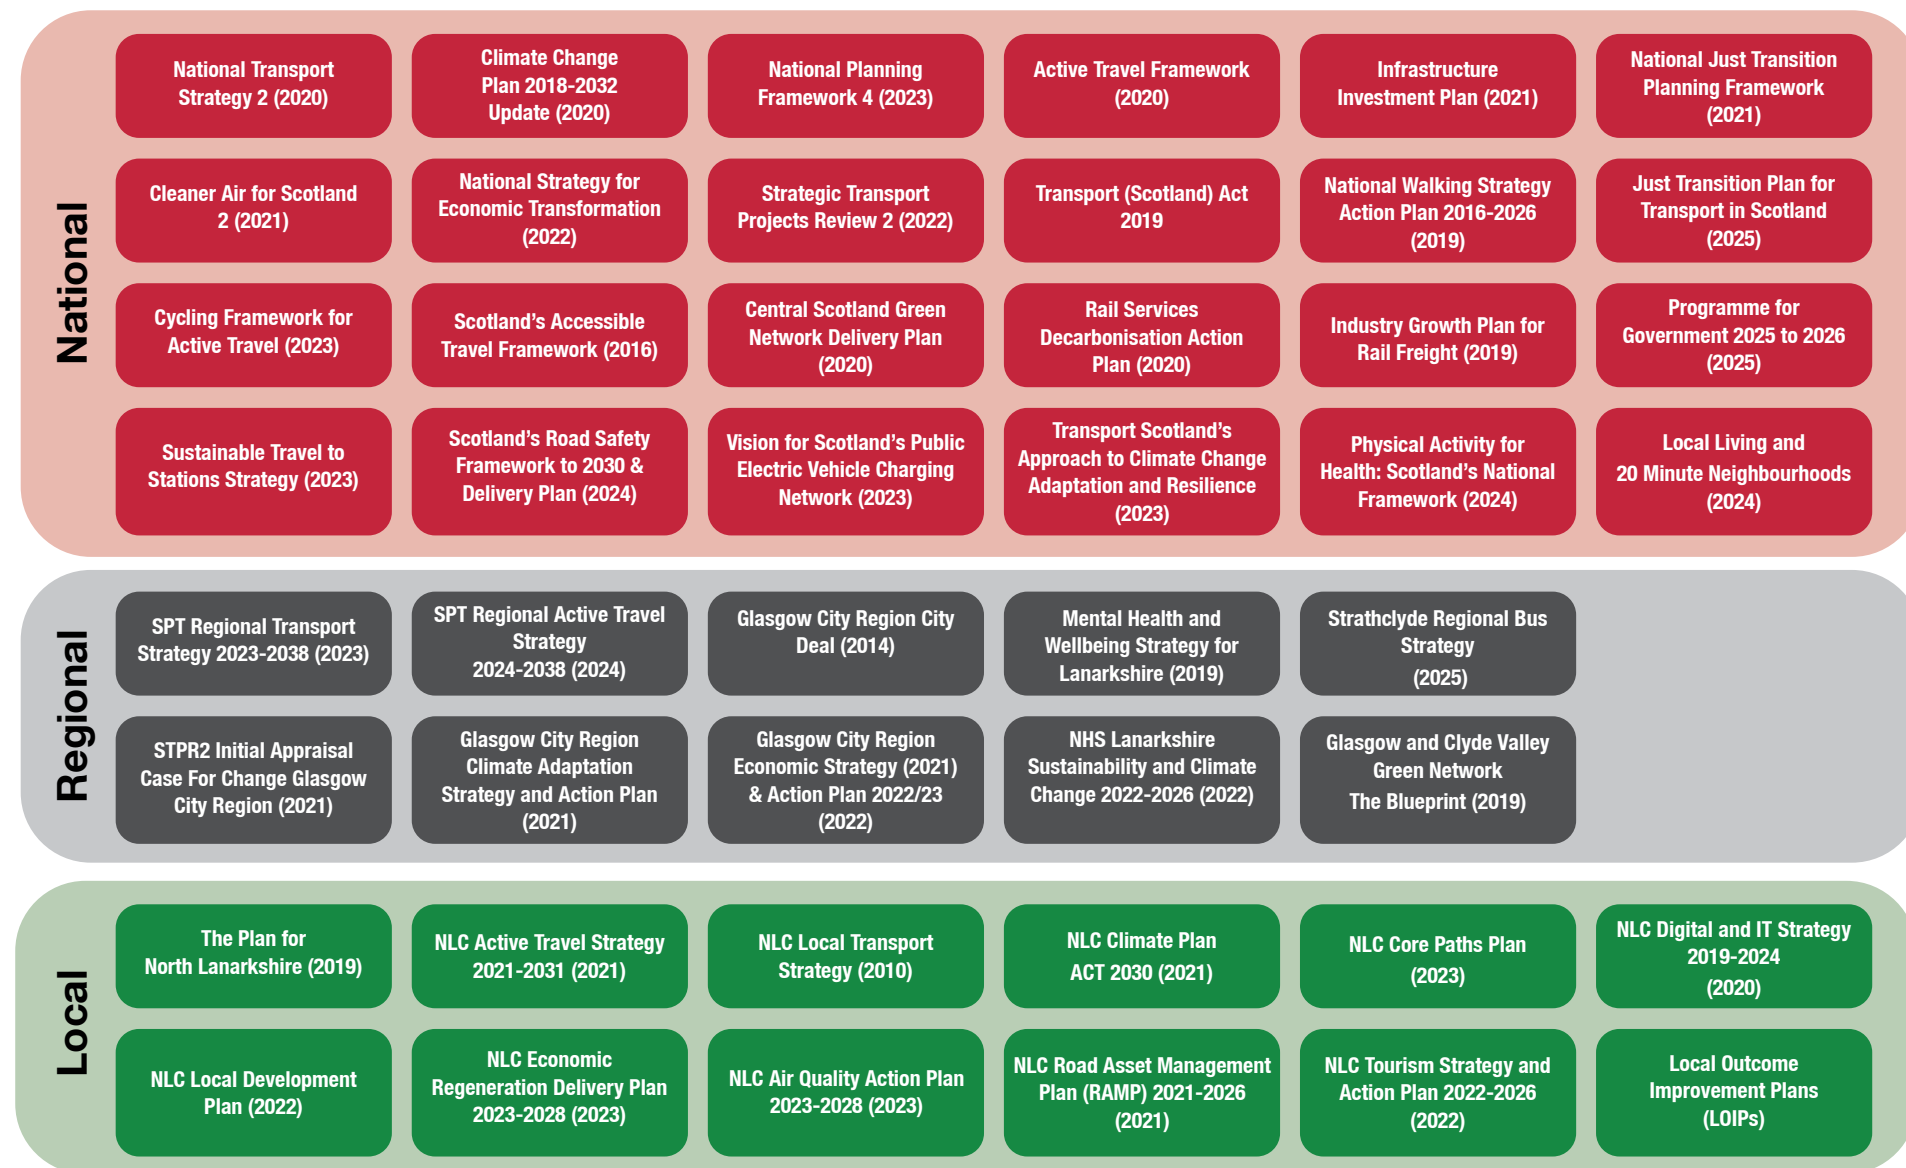 National
National Transport
Strategy 2 (2020)
Climate Change
Plan 2018-2032
Update (2020)
National Planning
Framework 4 (2023)
Active Travel Framework
(2020)
Infrastructure
Investment Plan (2021)
National Just Transition
Planning Framework
(2021)
Cleaner Air for Scotland
2 (2021)
National Strategy for
Economic Transformation
(2022)
Strategic Transport
Projects Review 2 (2022)
Transport (Scotland) Act
2019
National Walking Strategy
Action Plan 2016-2026
(2019)
Just Transition Plan for
Transport in Scotland
(2025)
Cycling Framework for
Active Travel (2023)
Scotland’s Accessible
Travel Framework (2016)
Central Scotland Green
Network Delivery Plan
(2020)
Rail Services
Decarbonisation Action
Plan (2020)
Industry Growth Plan for
Rail Freight (2019)
Programme for
Government 2025 to 2026
(2025)
Sustainable Travel to
Stations Strategy (2023)
Scotland’s Road Safety
Framework to 2030 &
Delivery Plan (2024)
Vision for Scotland’s Public
Electric Vehicle Charging
Network (2023)
Transport Scotland’s
Approach to Climate Change
Adaptation and Resilience
(2023)
Physical Activity for
Health: Scotland’s National
Framework (2024)
Local Living and
20 Minute Neighbourhoods
(2024)
Regional
SPT Regional Transport
Strategy 2023-2038 (2023)
SPT Regional Active Travel
Strategy
2024-2038 (2024)
Glasgow City Region City
Deal (2014)
Mental Health and
Wellbeing Strategy for
Lanarkshire (2019)
Strathclyde Regional Bus
Strategy
(2025)
STPR2 Initial Appraisal
Case For Change Glasgow
City Region (2021)
Glasgow City Region
Climate Adaptation
Strategy and Action Plan
(2021)
Glasgow City Region
Economic Strategy (2021)
& Action Plan 2022/23
(2022)
NHS Lanarkshire
Sustainability and Climate
Change 2022-2026 (2022)
Glasgow and Clyde Valley
Green Network
The Blueprint (2019)
Local
The Plan for
North Lanarkshire (2019)
NLC Active Travel Strategy
2021-2031 (2021)
NLC Local Transport
Strategy (2010)
NLC Climate Plan
ACT 2030 (2021)
NLC Core Paths Plan
(2023)
NLC Digital and IT Strategy
2019-2024
(2020)
NLC Local Development
Plan (2022)
NLC Economic
Regeneration Delivery Plan
2023-2028 (2023)
NLC Air Quality Action Plan
2023-2028 (2023)
NLC Road Asset Management
Plan (RAMP) 2021-2026
(2021)
NLC Tourism Strategy and
Action Plan 2022-2026
(2022)
Local Outcome
Improvement Plans
(LOIPs)